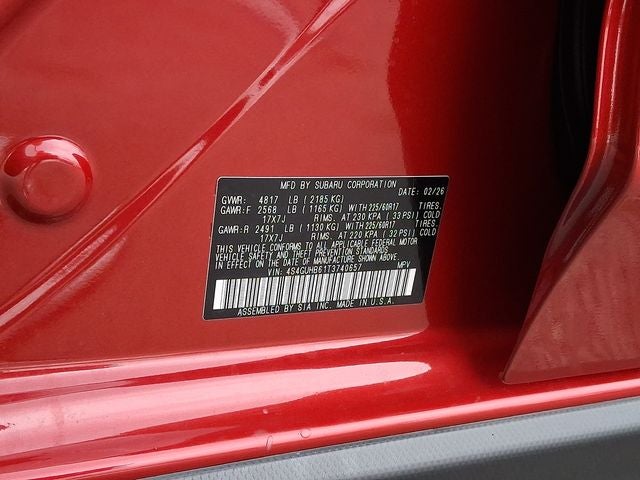 MFD BY SUBARU CORPORATION DATE: 02/26
GVWR: 4817 LB (2185 KG)
GAWR:F 2568 LB (1165 KG) WITH 225/60R17 TIRES,
17X7J RIMS, AT 230 KPA (33 PSI) COLD
GAWR:R 2491 LB (1130 KG) WITH 225/60R17 TIRES,
17X7J RIMS, AT 220 KPA (32 PSI) COLD
THIS VEHICLE CONFORMS TO ALL APPLICABLE FEDERAL MOTOR
VEHICLE SAFETY AND THEFT PREVENTION STANDARDS
IN EFFECT ON THE DATE OF MANUFACTURE SHOWN ABOVE.
VIN: 4S4GUHB61T3740657 MPV
ASSEMBLED BY SIA INC. MADE IN U.S.A.